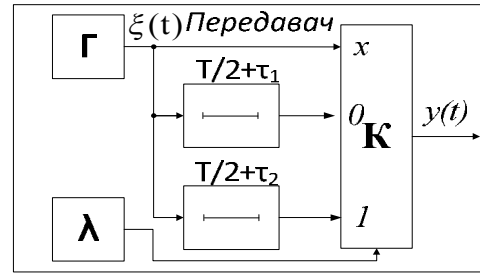 ξ(t) Передавач
Г
x
T/2+τ₁
0
К
y(t)
T/2+τ₂
1
λ